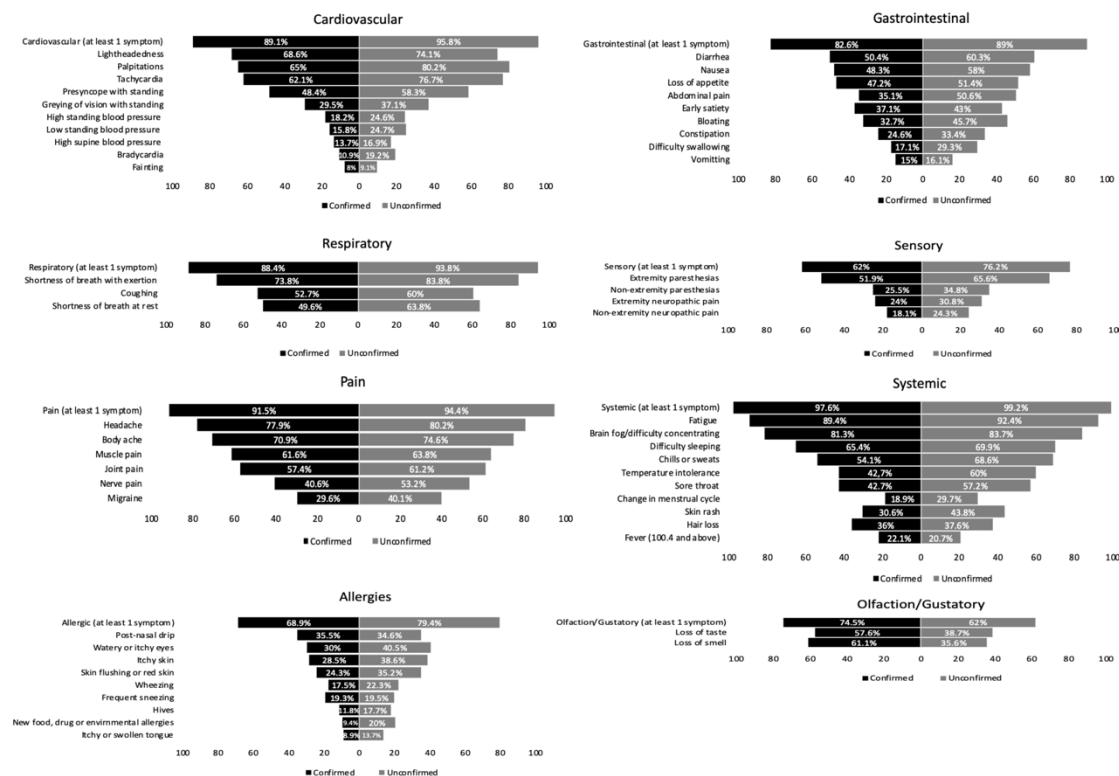 Cardiovascular
Cardiovascular (at least 1 symptom) 89.1% 95.8%
Lightheadedness 68.6% 74.1%
Palpitations 65% 80.2%
Tachycardia 62.1% 76.7%
Presyncope with standing 48.4% 58.3%
Greying of vision with standing 29.5% 37.1%
High standing blood pressure 18.2% 24.6%
Low standing blood pressure 15.8% 24.7%
High supine blood pressure 13.7% 16.9%
Bradycardia 10.9% 19.2%
Fainting 8% 9.1%
100 80 60 40 20 0 20 40 60 80 100
Confirmed Unconfirmed
Gastrointestinal
Gastrointestinal (at least 1 symptom) 82.6% 89%
Diarrhea 50.4% 60.3%
Nausea 48.3% 58%
Loss of appetite 47.2% 51.4%
Abdominal pain 35.1% 50.6%
Early satiety 37.1% 43%
Bloating 32.7% 45.7%
Constipation 24.6% 33.4%
Difficulty swallowing 17.1% 29.3%
Vomitting 15% 16.1%
100 80 60 40 20 0 20 40 60 80 100
Confirmed Unconfirmed
Respiratory
Respiratory (at least 1 symptom) 88.4% 93.8%
Shortness of breath with exertion 73.8% 83.8%
Coughing 52.7% 60%
Shortness of breath at rest 49.6% 63.8%
100 80 60 40 20 0 20 40 60 80 100
Confirmed Unconfirmed
Sensory
Sensory (at least 1 symptom) 62% 76.2%
Extremity paresthesias 51.9% 65.6%
Non-extremity paresthesias 25.5% 34.8%
Extremity neuropathic pain 24% 30.8%
Non-extremity neuropathic pain 18.1% 24.3%
100 80 60 40 20 0 20 40 60 80 100
Confirmed Unconfirmed
Pain
Pain (at least 1 symptom) 91.5% 94.4%
Headache 77.9% 80.2%
Body ache 70.9% 74.6%
Muscle pain 61.6% 63.8%
Joint pain 57.4% 61.2%
Nerve pain 40.6% 53.2%
Migraine 29.6% 40.1%
100 80 60 40 20 0 20 40 60 80 100
Confirmed Unconfirmed
Systemic
Systemic (at least 1 symptom) 97.6% 99.2%
Fatigue 89.4% 92.4%
Brain fog/difficulty concentrating 81.3% 83.7%
Difficulty sleeping 65.4% 69.9%
Chills or sweats 54.1% 68.6%
Temperature intolerance 42,7% 60%
Sore throat 42.7% 57.2%
Change in menstrual cycle 18.9% 29.7%
Skin rash 30.6% 43.8%
Hair loss 36% 37.6%
Fever (100.4 and above) 22.1% 20.7%
100 80 60 40 20 0 20 40 60 80 100
Confirmed Unconfirmed
Allergies
Allergic (at least 1 symptom) 68.9% 79.4%
Post-nasal drip 35.5% 34.6%
Watery or itchy eyes 30% 40.5%
Itchy skin 28.5% 38.6%
Skin flushing or red skin 24.3% 35.2%
Wheezing 17.5% 22.3%
Frequent sneezing 19.3% 19.5%
Hives 11.8% 17.7%
New food, drug or envirnmental allergies 9.4% 20%
Itchy or swollen tongue 8.9% 13.7%
100 80 60 40 20 0 20 40 60 80 100
Confirmed Unconfirmed
Olfaction/Gustatory
Olfaction/Gustatory (at least 1 symptom) 74.5% 62%
Loss of taste 57.6% 38.7%
Loss of smell 61.1% 35.6%
100 80 60 40 20 0 20 40 60 80 100
Confirmed Unconfirmed